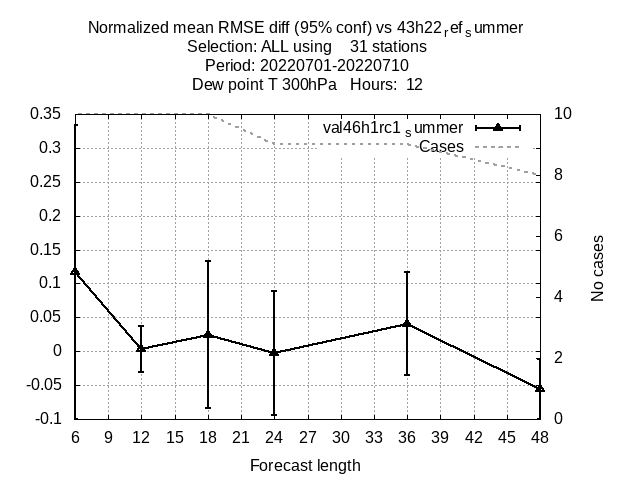 Normalized mean RMSE diff (95% conf) vs 43h22refsummer
Selection: ALL using 31 stations
Period: 20220701-20220710
Dew point T 300hPa Hours: 12
val46h1rc1summer
Cases
0.35
0.3
0.25
0.2
0.15
0.1
0.05
0
-0.05
-0.1
10
8
6
4
2
0
No cases
6 9 12 15 18 21 24 27 30 33 36 39 42 45 48
Forecast length